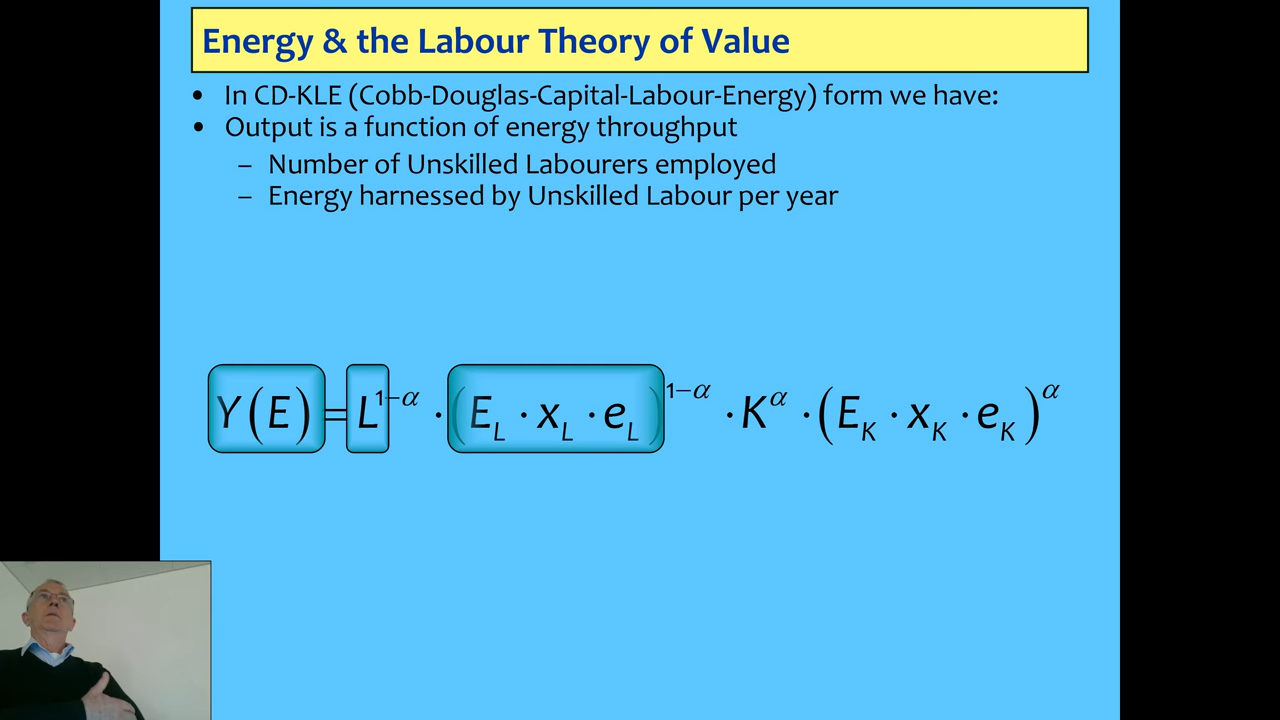 Energy & the Labour Theory of Value
• In CD-KLE (Cobb-Douglas-Capital-Labour-Energy) form we have:
• Output is a function of energy throughput
– Number of Unskilled Labourers employed
– Energy harnessed by Unskilled Labour per year
Y(E) = L^{1−α} · (E_L · x_L · e_L)^{1−α} · K^α · (E_K · x_K · e_K)^α